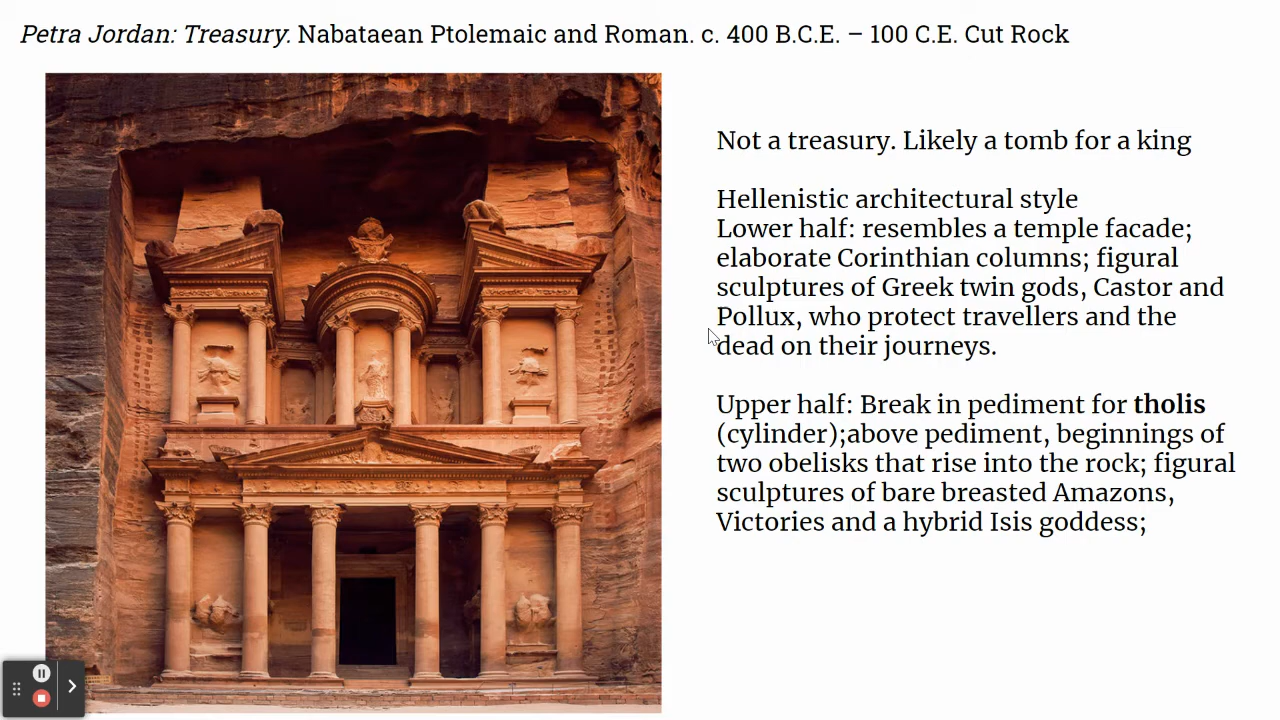 Petra Jordan: Treasury. Nabataean Ptolemaic and Roman. c. 400 B.C.E. – 100 C.E. Cut Rock
Not a treasury. Likely a tomb for a king
Hellenistic architectural style
Lower half: resembles a temple facade;
elaborate Corinthian columns; figural
sculptures of Greek twin gods, Castor and
Pollux, who protect travellers and the
dead on their journeys.
Upper half: Break in pediment for tholis
(cylinder);above pediment, beginnings of
two obelisks that rise into the rock; figural
sculptures of bare breasted Amazons,
Victories and a hybrid Isis goddess;